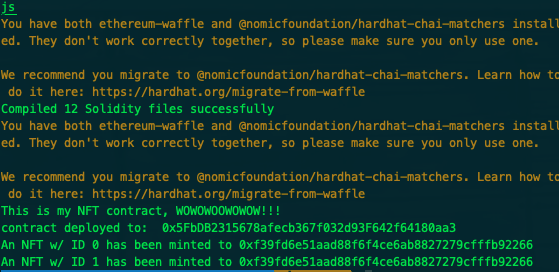 js
You have both ethereum-waffle and @nomicfoundation/hardhat-chai-matchers install
ed. They don't work correctly together, so please make sure you only use one.
We recommend you migrate to @nomicfoundation/hardhat-chai-matchers. Learn how to
do it here: https://hardhat.org/migrate-from-waffle
Compiled 12 Solidity files successfully
You have both ethereum-waffle and @nomicfoundation/hardhat-chai-matchers install
ed. They don't work correctly together, so please make sure you only use one.
We recommend you migrate to @nomicfoundation/hardhat-chai-matchers. Learn how to
do it here: https://hardhat.org/migrate-from-waffle
This is my NFT contract, WOWOWOOWOWOW!!!
contract deployed to:  0x5FbDB2315678afecb367f032d93F642f64180aa3
An NFT w/ ID 0 has been minted to 0xf39fd6e51aad88f6f4ce6ab8827279cfffb92266
An NFT w/ ID 1 has been minted to 0xf39fd6e51aad88f6f4ce6ab8827279cfffb92266